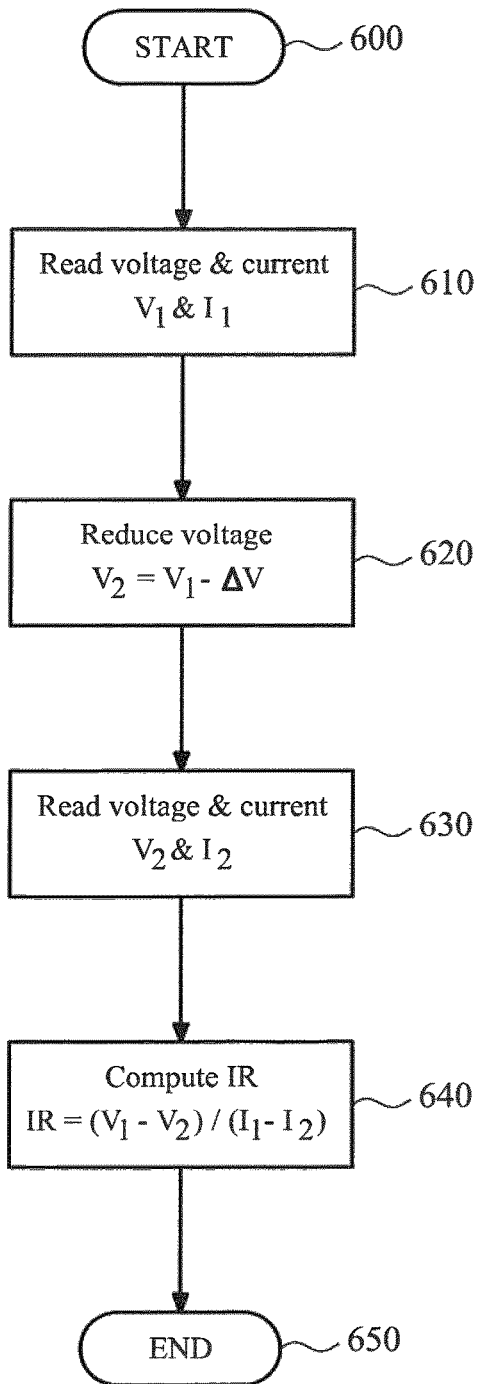 START
600
Read voltage & current
V₁ & I₁
610
Reduce voltage
V₂ = V₁ - ΔV
620
Read voltage & current
V₂ & I₂
630
Compute IR
IR = (V₁ - V₂) / (I₁ - I₂)
640
END
650